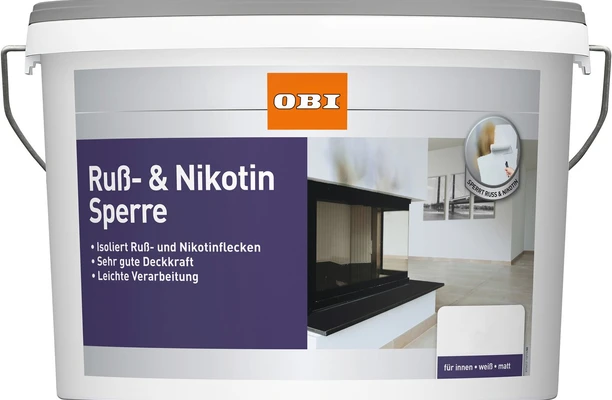 OBI
Ruß- & Nikotin
Sperre
• Isoliert Ruß- und Nikotinflecken
• Sehr gute Deckkraft
• Leichte Verarbeitung
SPERRT RUSS & NIKOTIN
für innen • weiß • matt